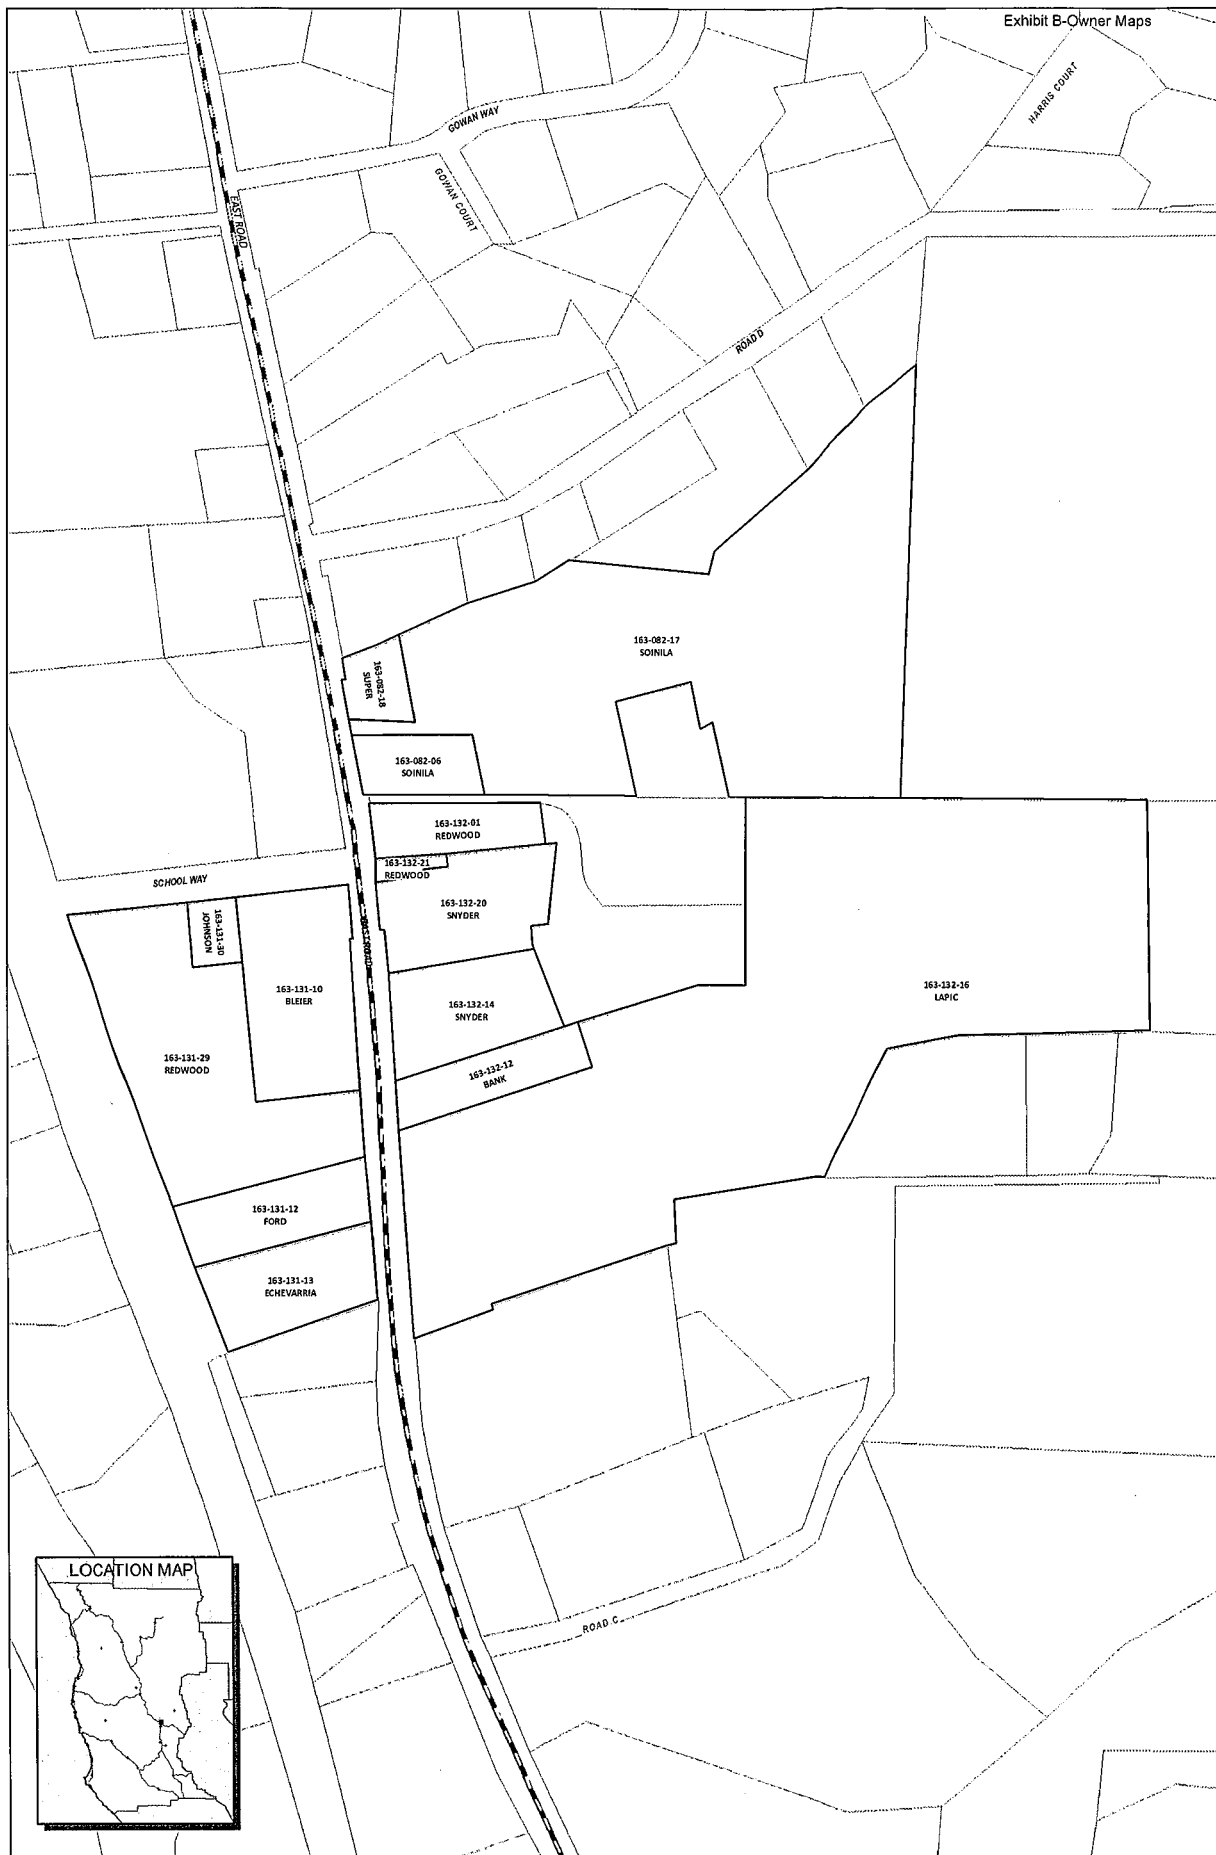 Exhibit B-Owner Maps
HARRIS COURT
GOWAN WAY
GOWAN COURT
EAST ROAD
ROAD D
163-082-17
SOINILA
163-082-18
SUPER
163-082-06
SOINILA
163-132-01
REDWOOD
163-132-21
REDWOOD
SCHOOL WAY
163-132-20
SNYDER
163-131-30
JOHNSON
EAST ROAD
163-131-10
BLEIER
163-132-14
SNYDER
163-132-16
LAPIC
163-131-29
REDWOOD
163-132-12
BANK
163-131-12
FORD
163-131-13
ECHEVARRIA
LOCATION MAP
ROAD C